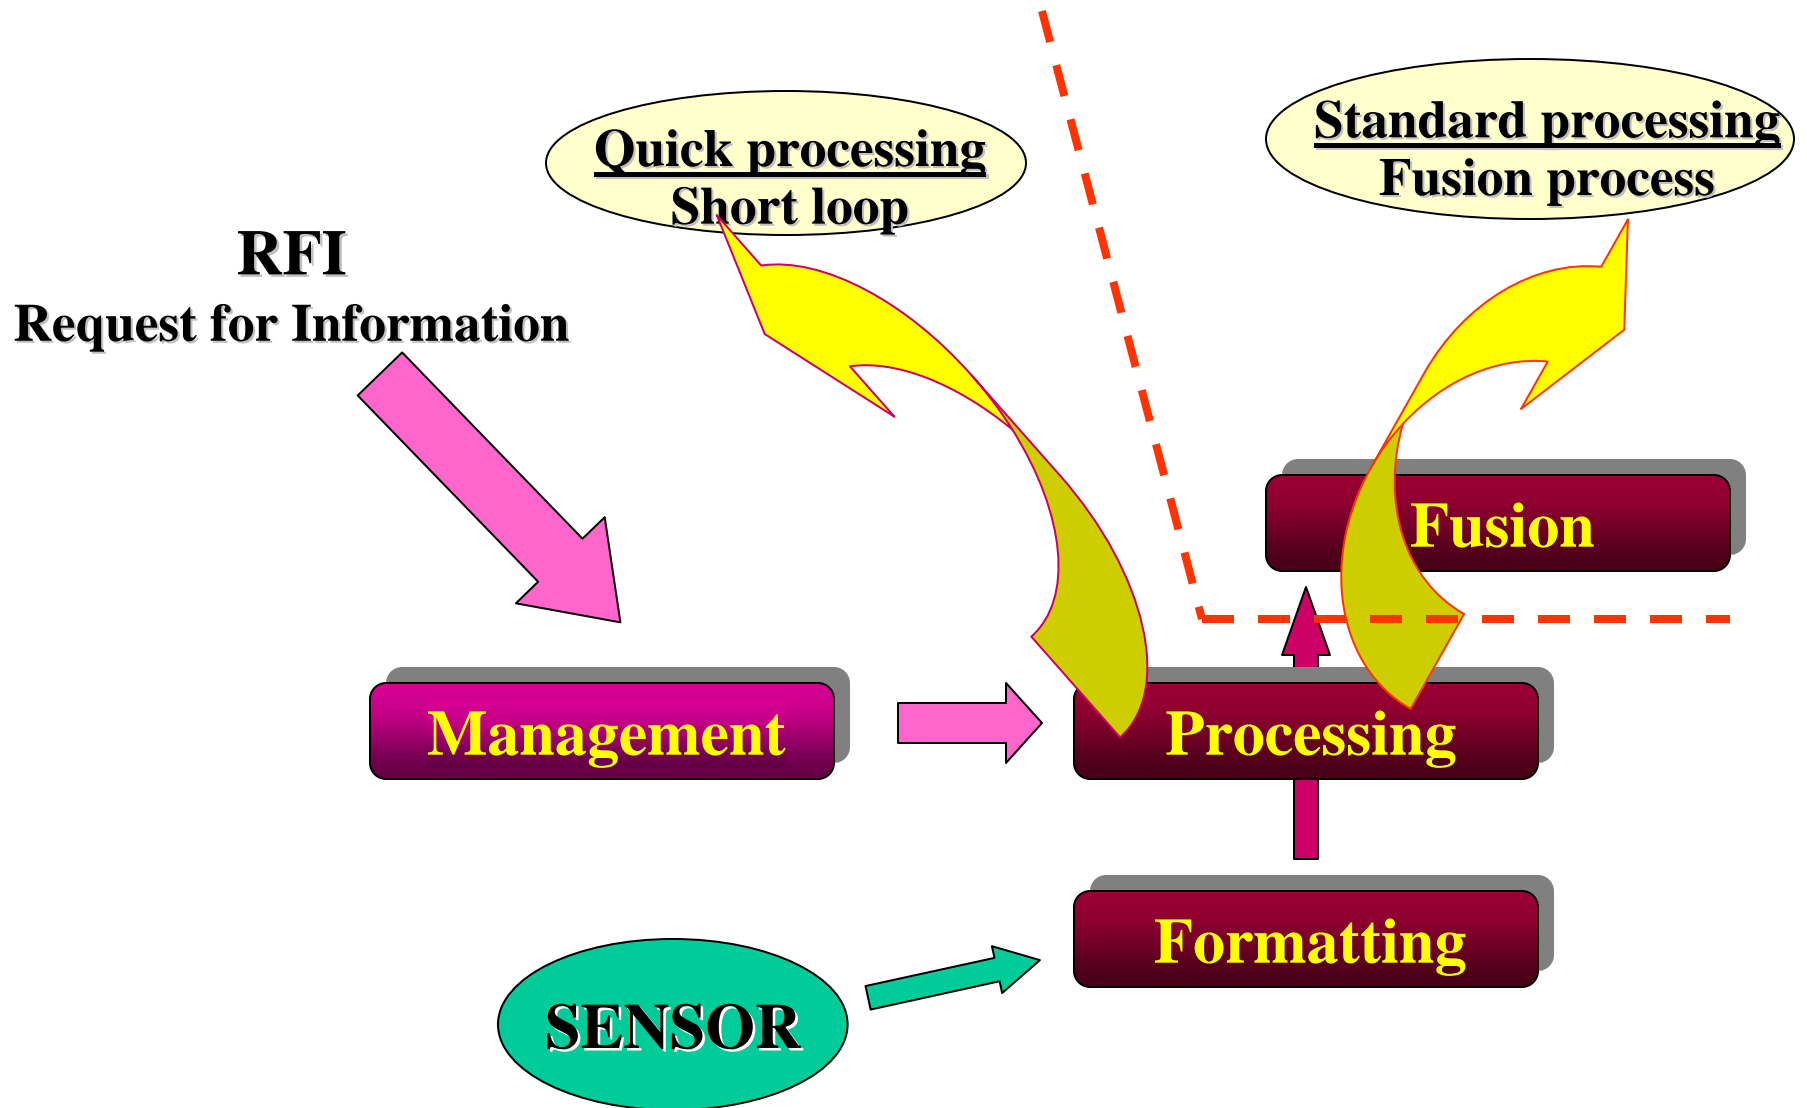 Quick processing
Short loop
Standard processing
Fusion process
RFI
Request for Information
Fusion
Management
Processing
Formatting
SENSOR